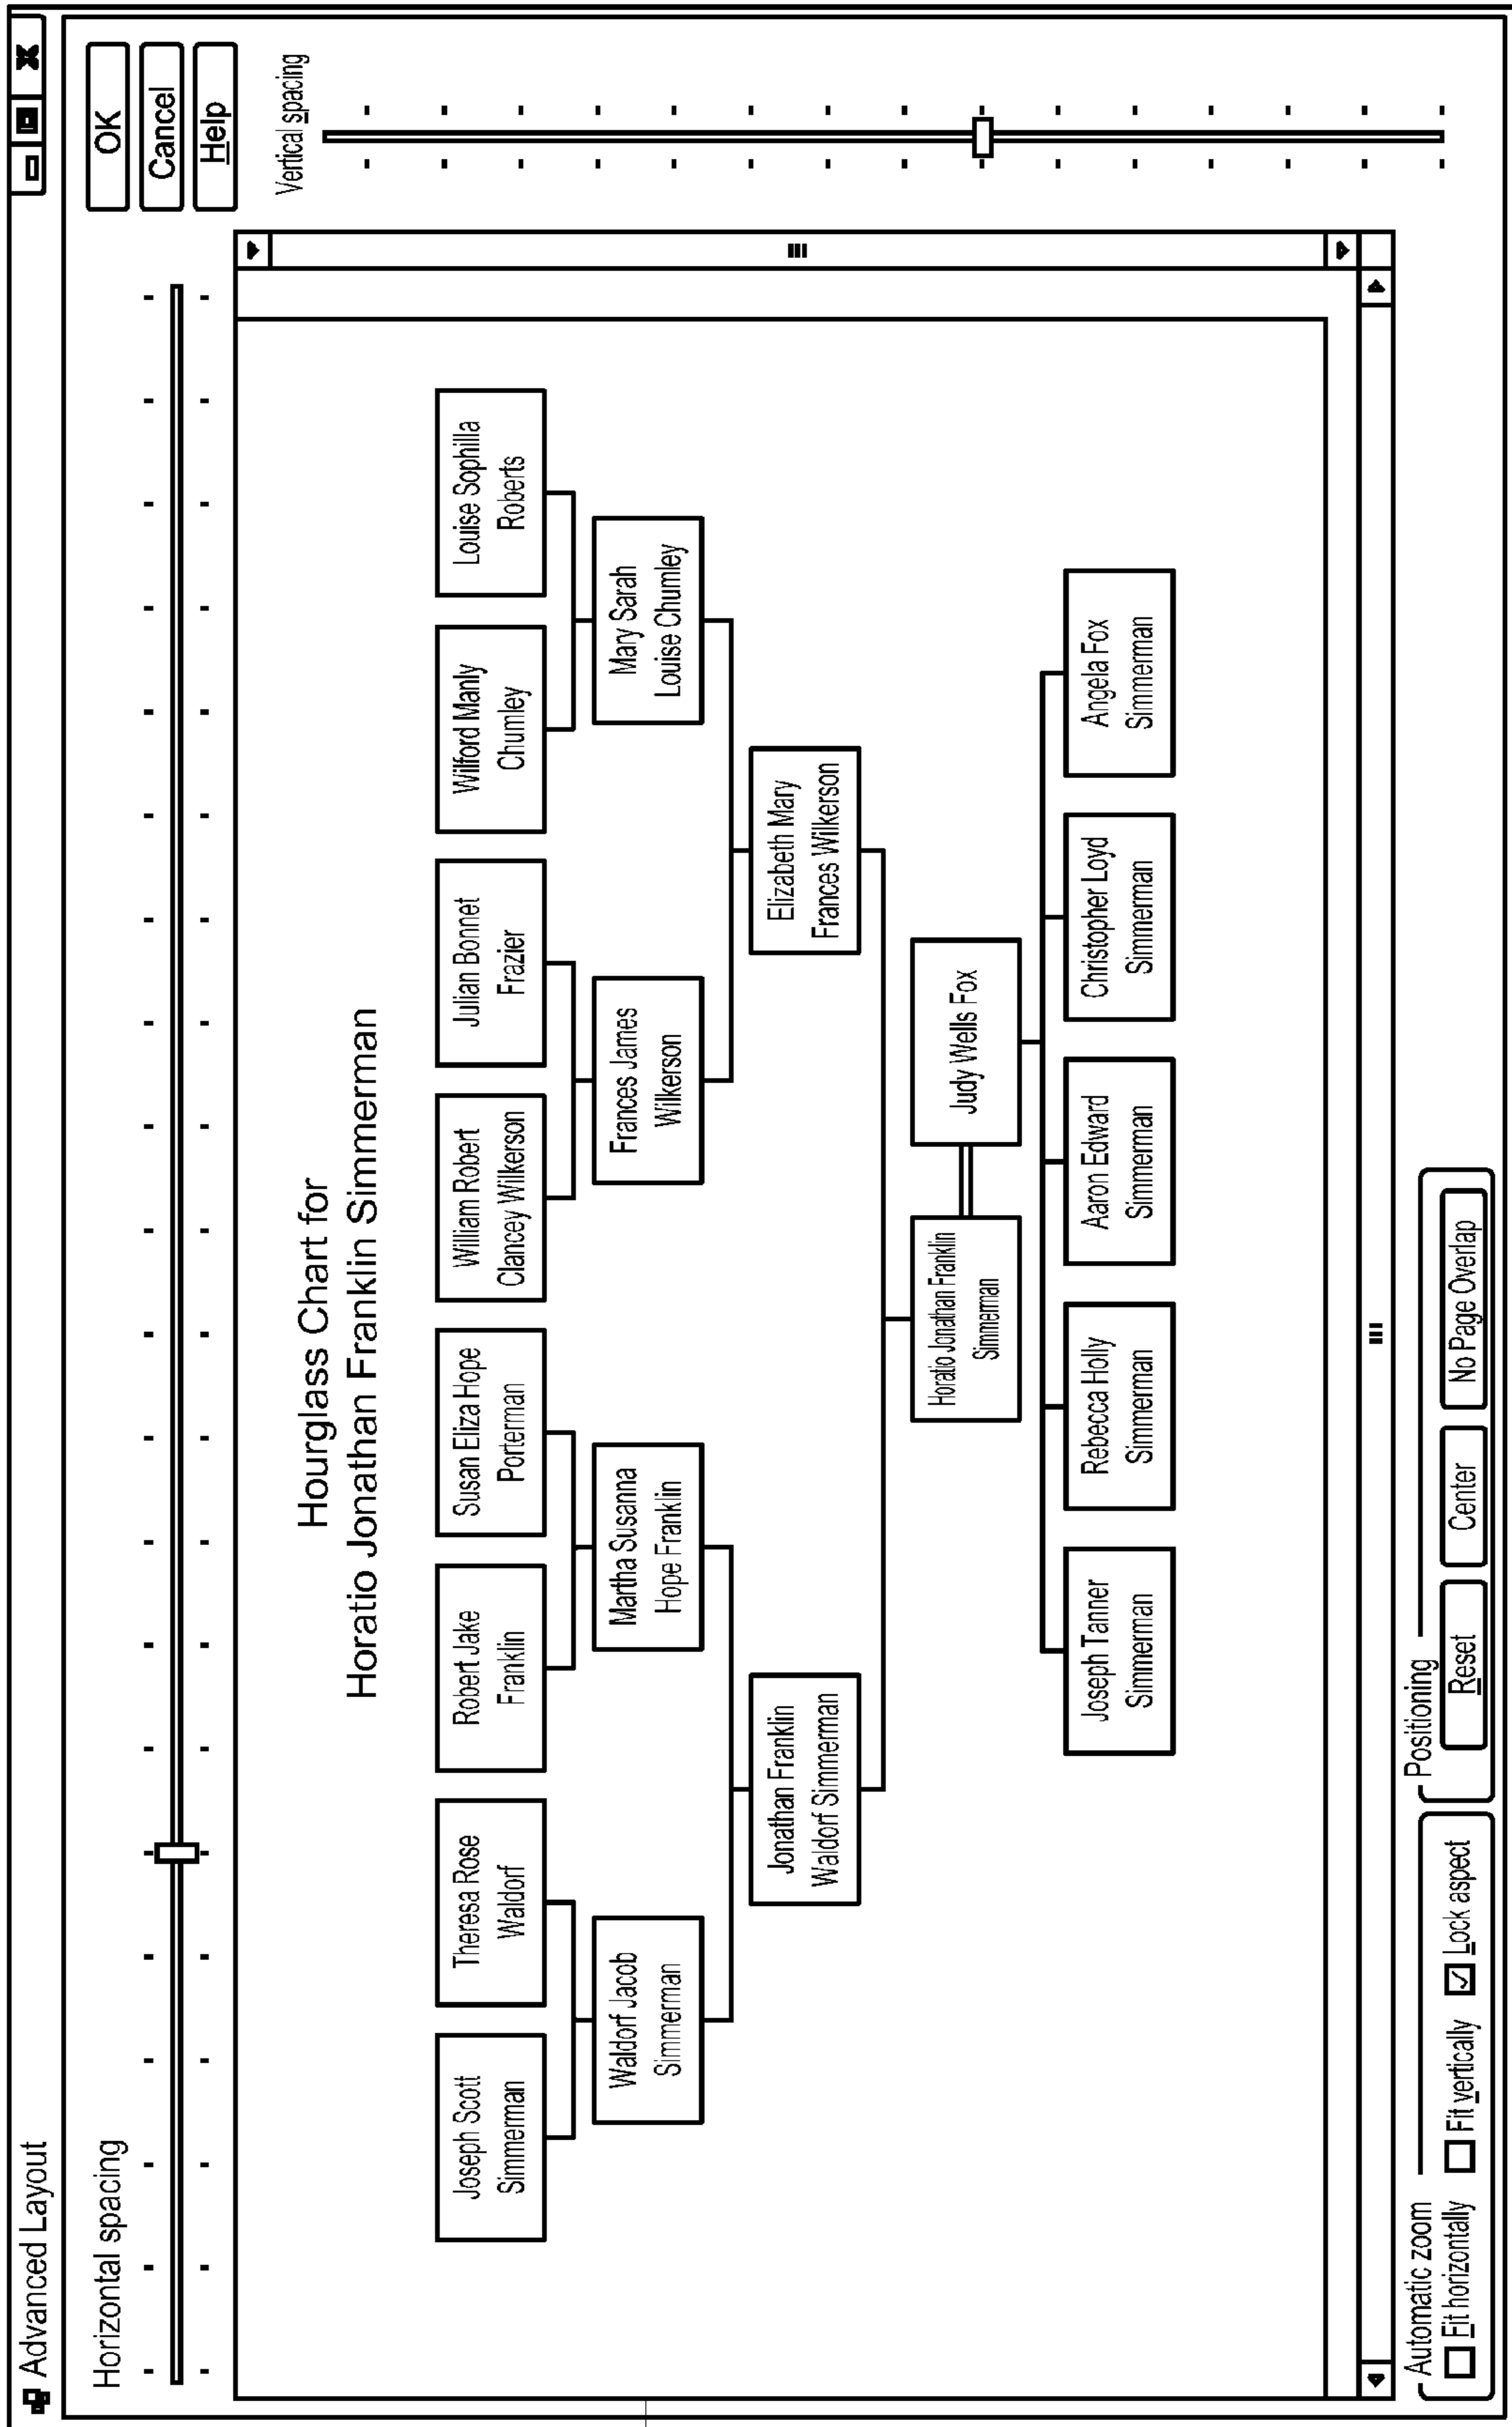 Advanced Layout
Horizontal spacing
OK
Cancel
Help
Vertical spacing
Hourglass Chart for
Horatio Jonathan Franklin Simmerman
Joseph Scott
Simmerman
Theresa Rose
Waldorf
Robert Jake
Franklin
Susan Eliza Hope
Porterman
William Robert
Clancey Wilkerson
Julian Bonnet
Frazier
Wilford Manly
Chumley
Louise Sophilla
Roberts
Waldorf Jacob
Simmerman
Martha Susanna
Hope Franklin
Frances James
Wilkerson
Mary Sarah
Louise Chumley
Jonathan Franklin
Waldorf Simmerman
Elizabeth Mary
Frances Wilkerson
Horatio Jonathan Franklin
Simmerman
Judy Wells Fox
Joseph Tanner
Simmerman
Rebecca Holly
Simmerman
Aaron Edward
Simmerman
Christopher Loyd
Simmerman
Angela Fox
Simmerman
Automatic zoom
Fit horizontally
Fit vertically
Lock aspect
Positioning
Reset
Center
No Page Overlap